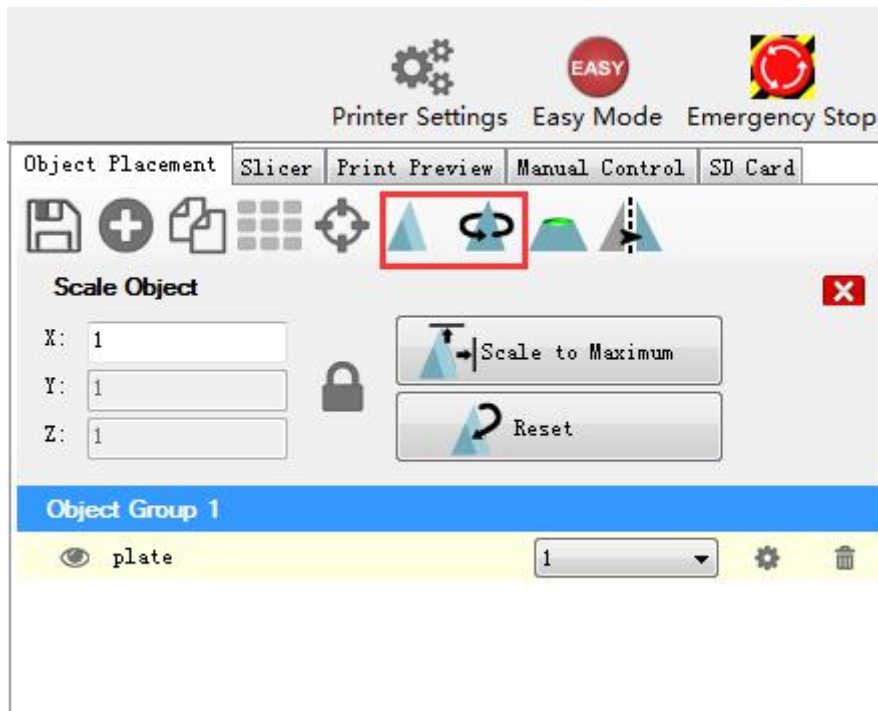 EASY
Printer Settings Easy Mode Emergency Stop
Object Placement Slicer Print Preview Manual Control SD Card
Scale Object
X: 1
Scale to Maximum
Y: 1
Z: 1
Reset
Object Group 1
plate 1